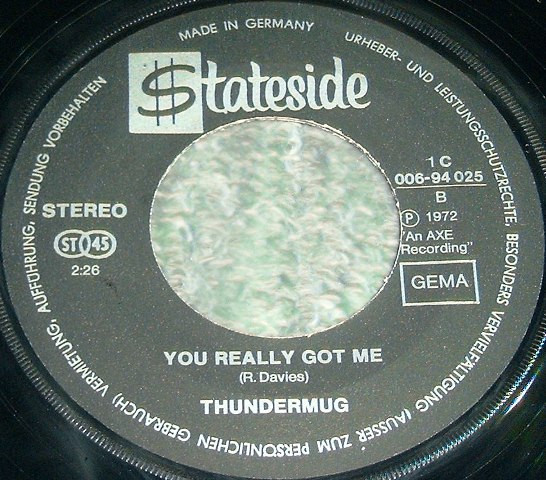 MADE IN GERMANY
URHEBER- UND LEISTUNGSSCHUTZRECHTE, BESONDERS VERVIELFÄLTIGUNG (AUSSER ZUM PERSÖNLICHEN GEBRAUCH) VERMIETUNG, AUFFÜHRUNG, SENDUNG VORBEHALTEN
$tateside
1 C
006-94 025
B
STEREO
ST 45
2:26
Ⓟ 1972
"An AXE
Recording"
GEMA
YOU REALLY GOT ME
(R. Davies)
THUNDERMUG